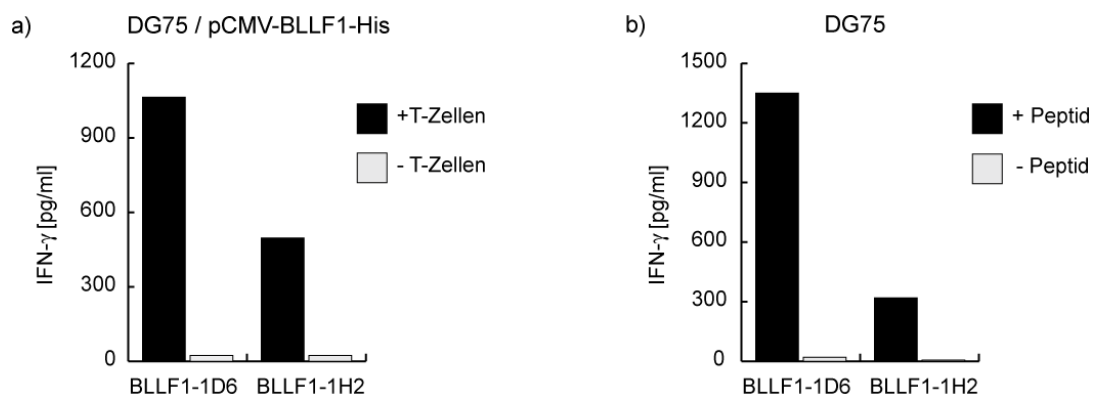 a) DG75 / pCMV-BLLF1-His
IFN-γ [pg/ml]
1200
900
600
300
0
BLLF1-1D6 BLLF1-1H2
+T-Zellen
- T-Zellen
b) DG75
IFN-γ [pg/ml]
1500
1200
900
600
300
0
BLLF1-1D6 BLLF1-1H2
+ Peptid
- Peptid